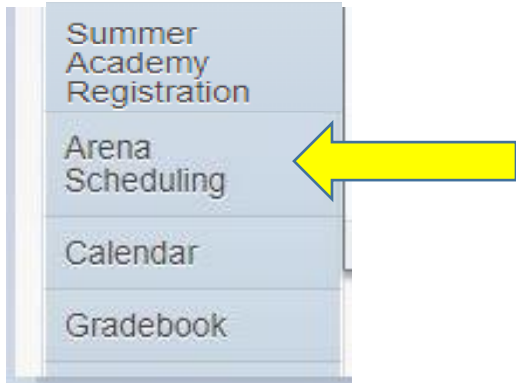 Summer
Academy
Registration
Arena
Scheduling
Calendar
Gradebook